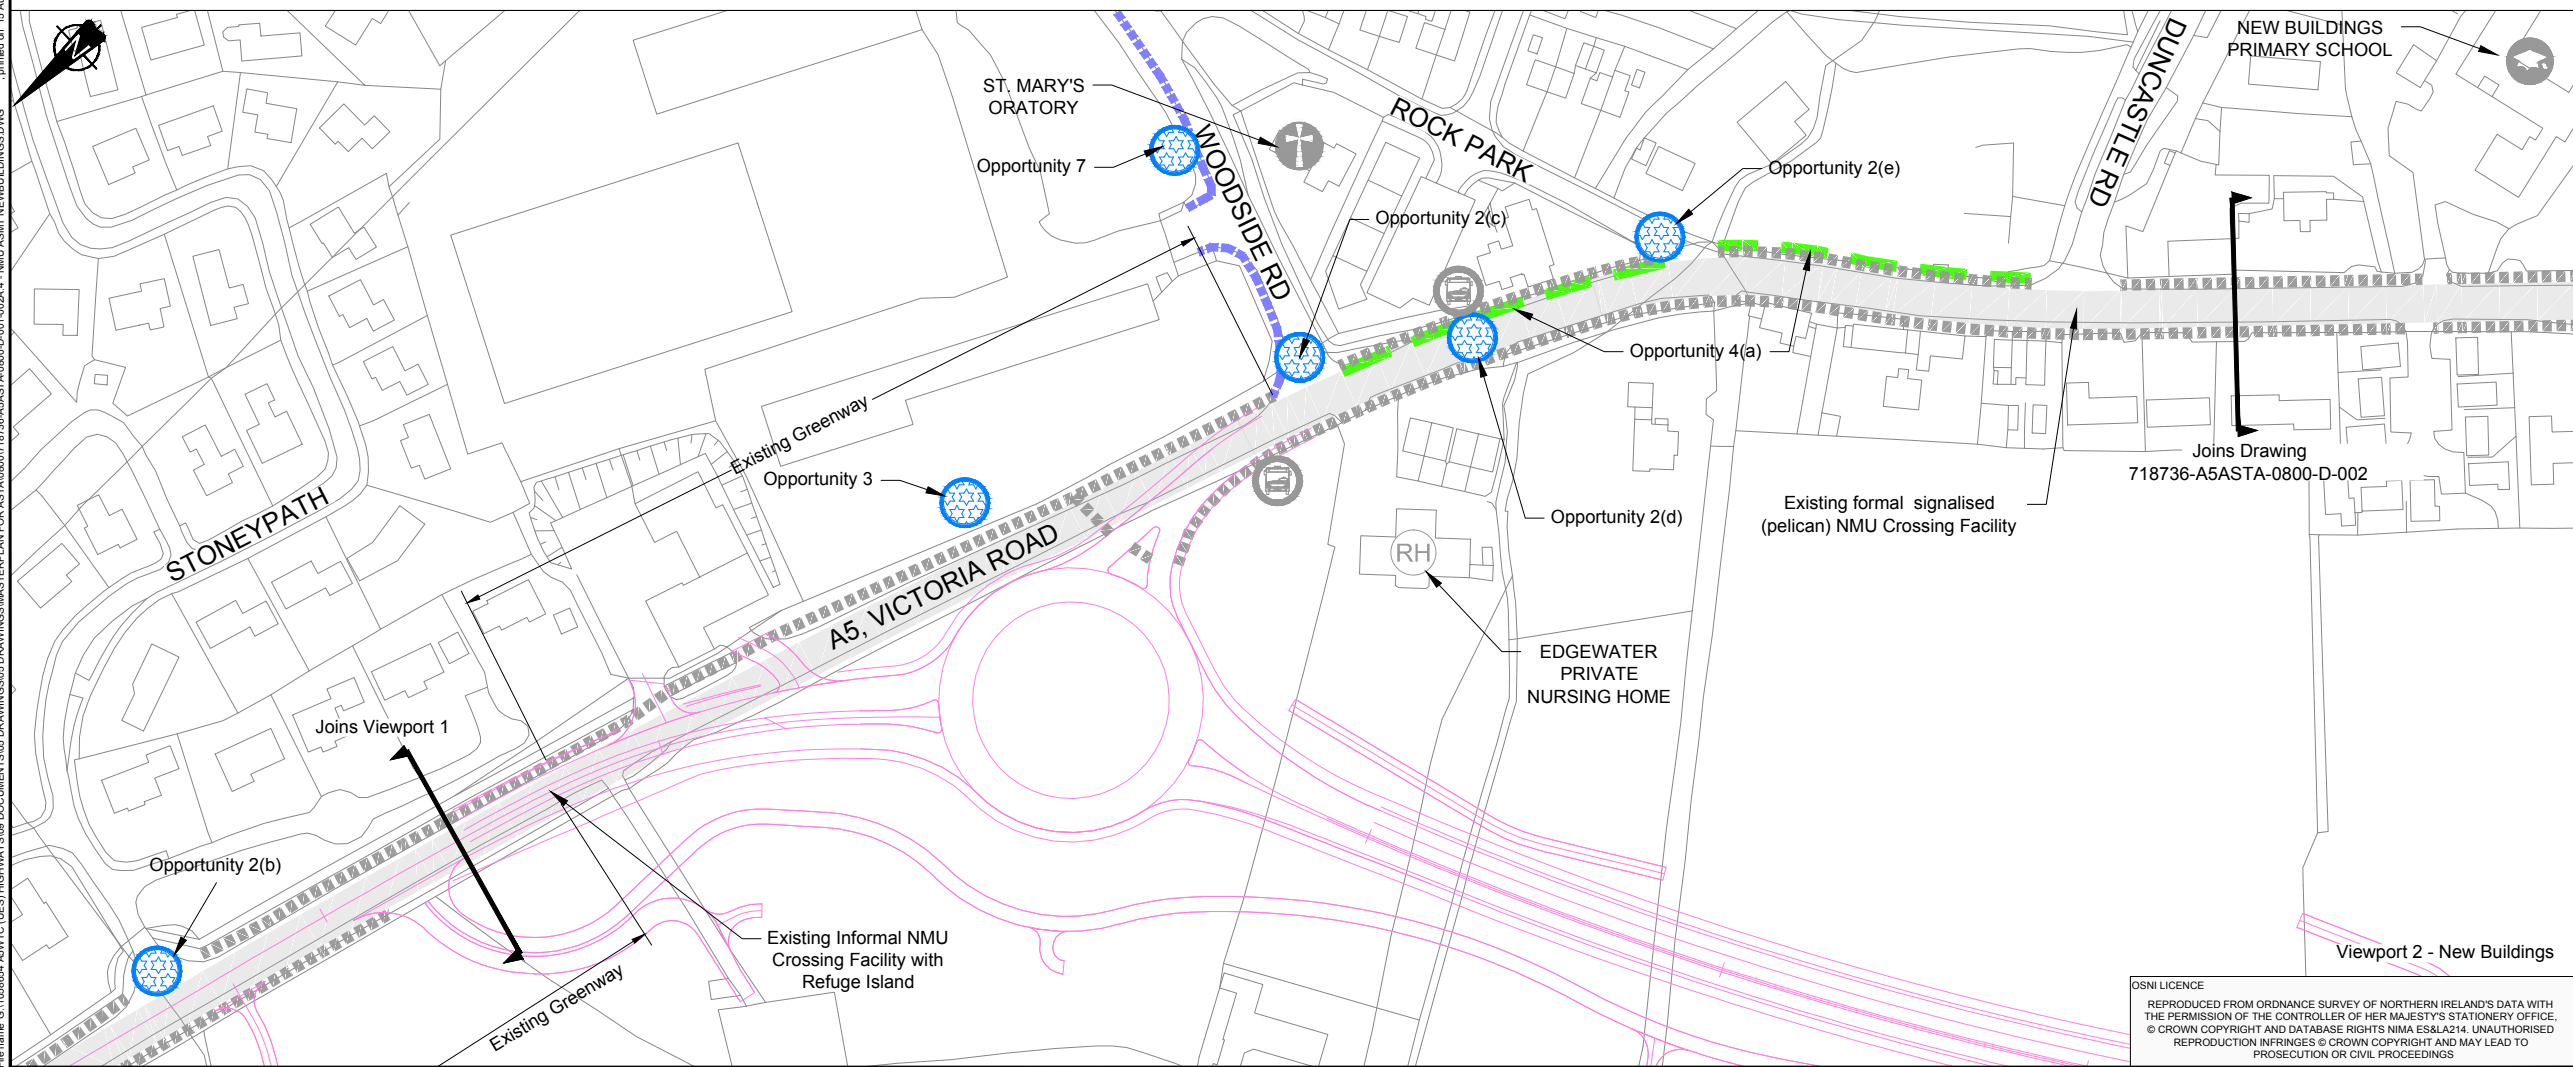 NEW BUILDINGS
PRIMARY SCHOOL
DUNCASTLE RD
ST. MARY'S
ORATORY
ROCK PARK
WOODSIDE RD
Opportunity 7
Opportunity 2(e)
Opportunity 2(c)
Opportunity 4(a)
Existing Greenway
Opportunity 3
Joins Drawing
718736-A5ASTA-0800-D-002
Existing formal signalised
(pelican) NMU Crossing Facility
Opportunity 2(d)
STONEYPATH
A5, VICTORIA ROAD
RH
EDGEWATER
PRIVATE
NURSING HOME
Joins Viewport 1
Opportunity 2(b)
Existing Informal NMU
Crossing Facility with
Refuge Island
Existing Greenway
Viewport 2 - New Buildings
OSNI LICENCE
REPRODUCED FROM ORDNANCE SURVEY OF NORTHERN IRELAND'S DATA WITH
THE PERMISSION OF THE CONTROLLER OF HER MAJESTY'S STATIONERY OFFICE,
© CROWN COPYRIGHT AND DATABASE RIGHTS NIMA ES&LA214. UNAUTHORISED
REPRODUCTION INFRINGES © CROWN COPYRIGHT AND MAY LEAD TO
PROSECUTION OR CIVIL PROCEEDINGS